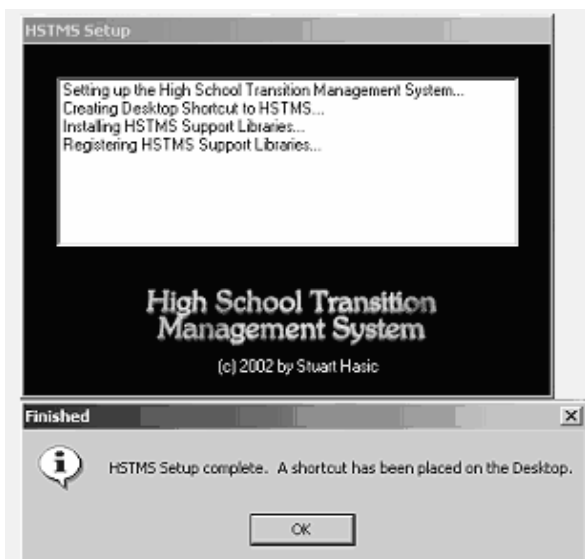 HSTMS Setup
Setting up the High School Transition Management System...
Creating Desktop Shortcut to HSTMS...
Installing HSTMS Support Libraries...
Registering HSTMS Support Libraries...
High School Transition
Management System
(c) 2002 by Stuart Hasic
Finished
HSTMS Setup complete. A shortcut has been placed on the Desktop.
OK